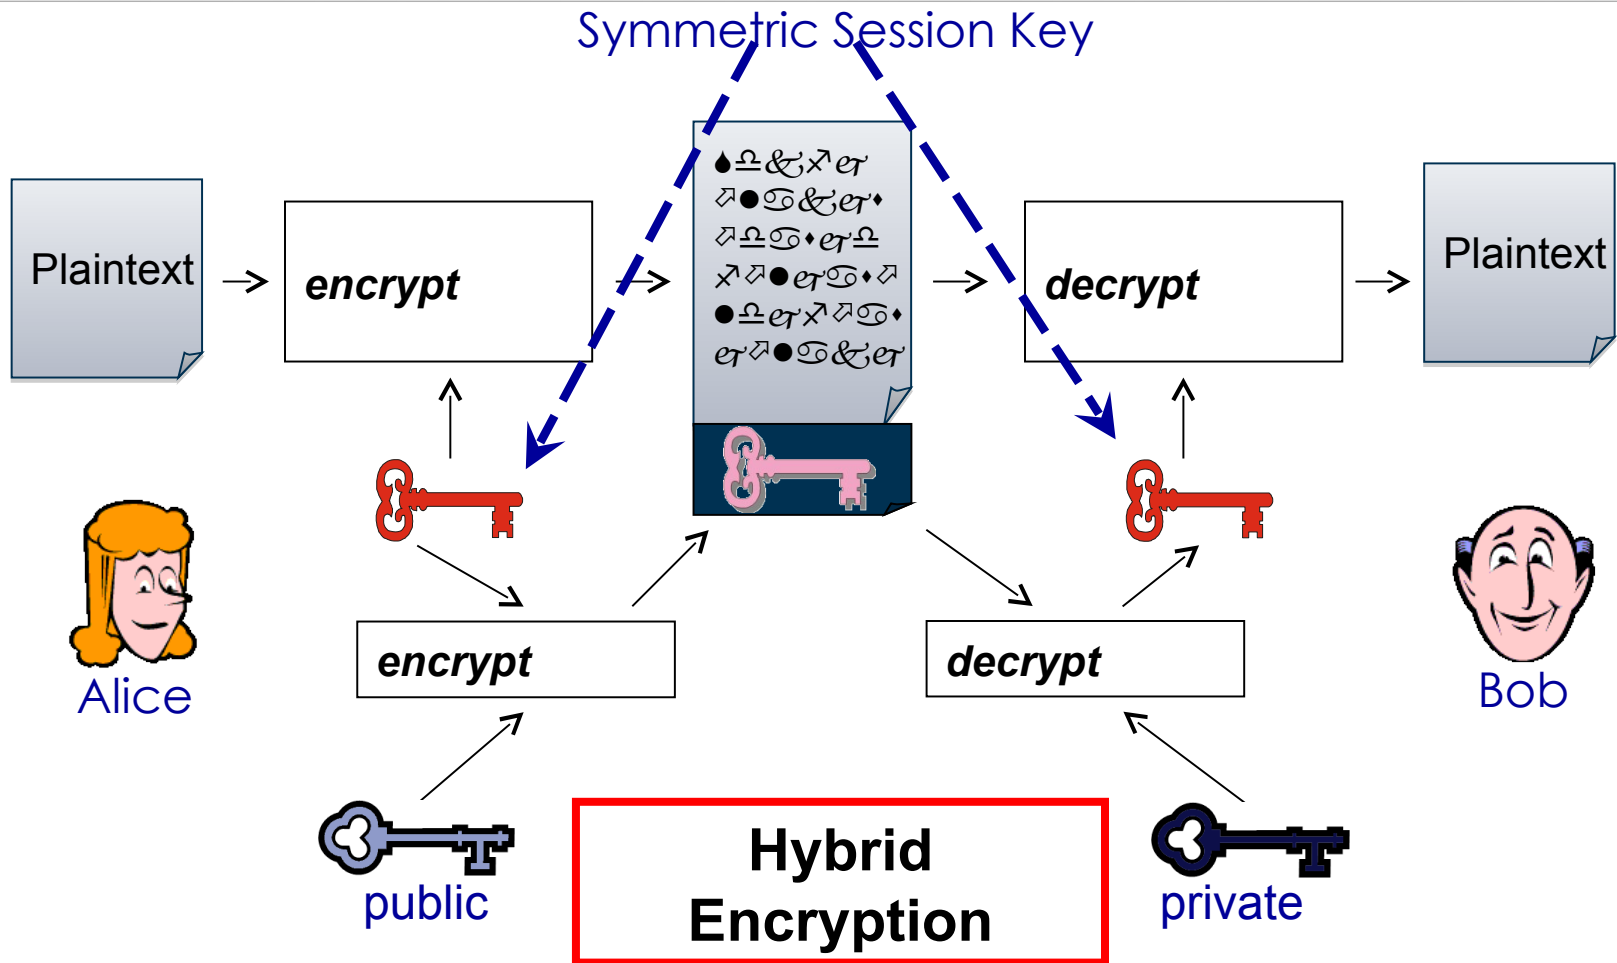 Symmetric Session Key
Plaintext
encrypt
decrypt
Plaintext
encrypt
decrypt
Alice
Bob
public
private
Hybrid
Encryption